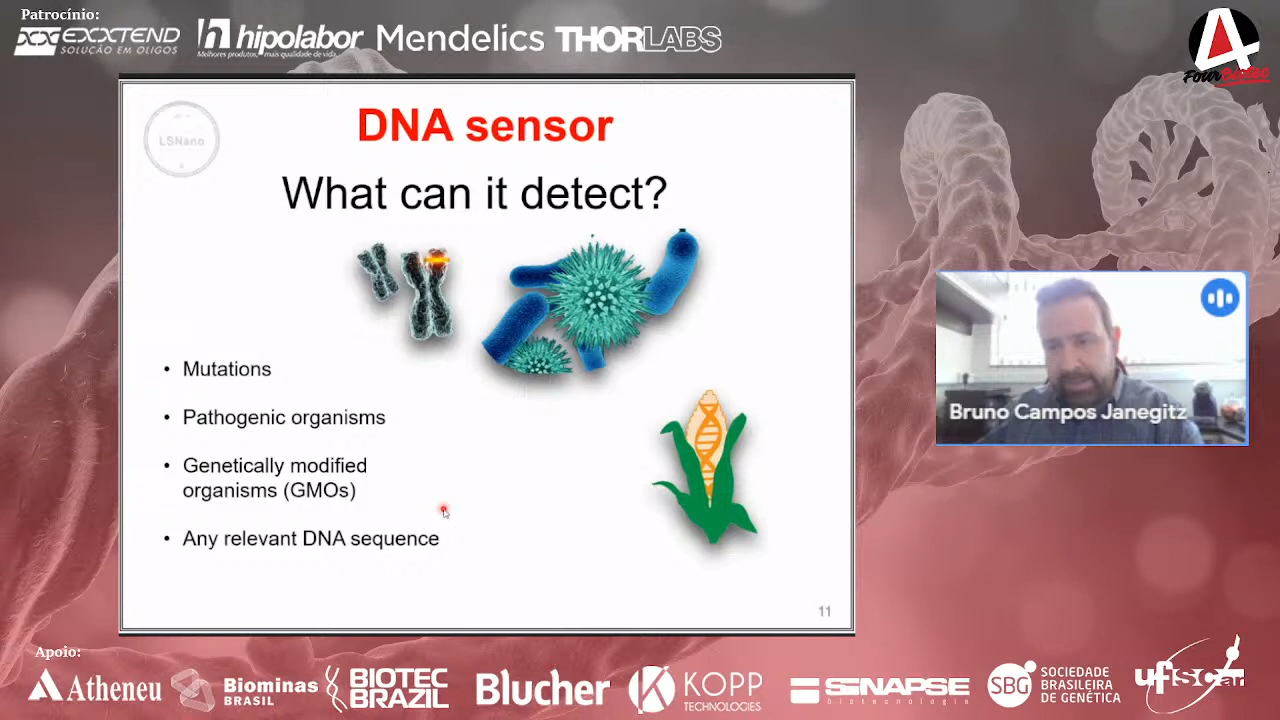 Patrocínio:
EXXTEND
SOLUÇÃO EM OLIGOS
hipolabor
Melhores produtos, mais qualidade de vida.
Mendelics
THORLABS
4
FourBiotec
LSNano
DNA sensor
What can it detect?
• Mutations
• Pathogenic organisms
• Genetically modified
organisms (GMOs)
• Any relevant DNA sequence
11
Bruno Campos Janegitz
Apoio:
Atheneu
Biominas
BRASIL
BIOTEC
BRAZIL
Blucher
KOPP
TECHNOLOGIES
SINAPSE
biotecnologia
SBG
SOCIEDADE
BRASILEIRA
DE GENÉTICA
ufscar